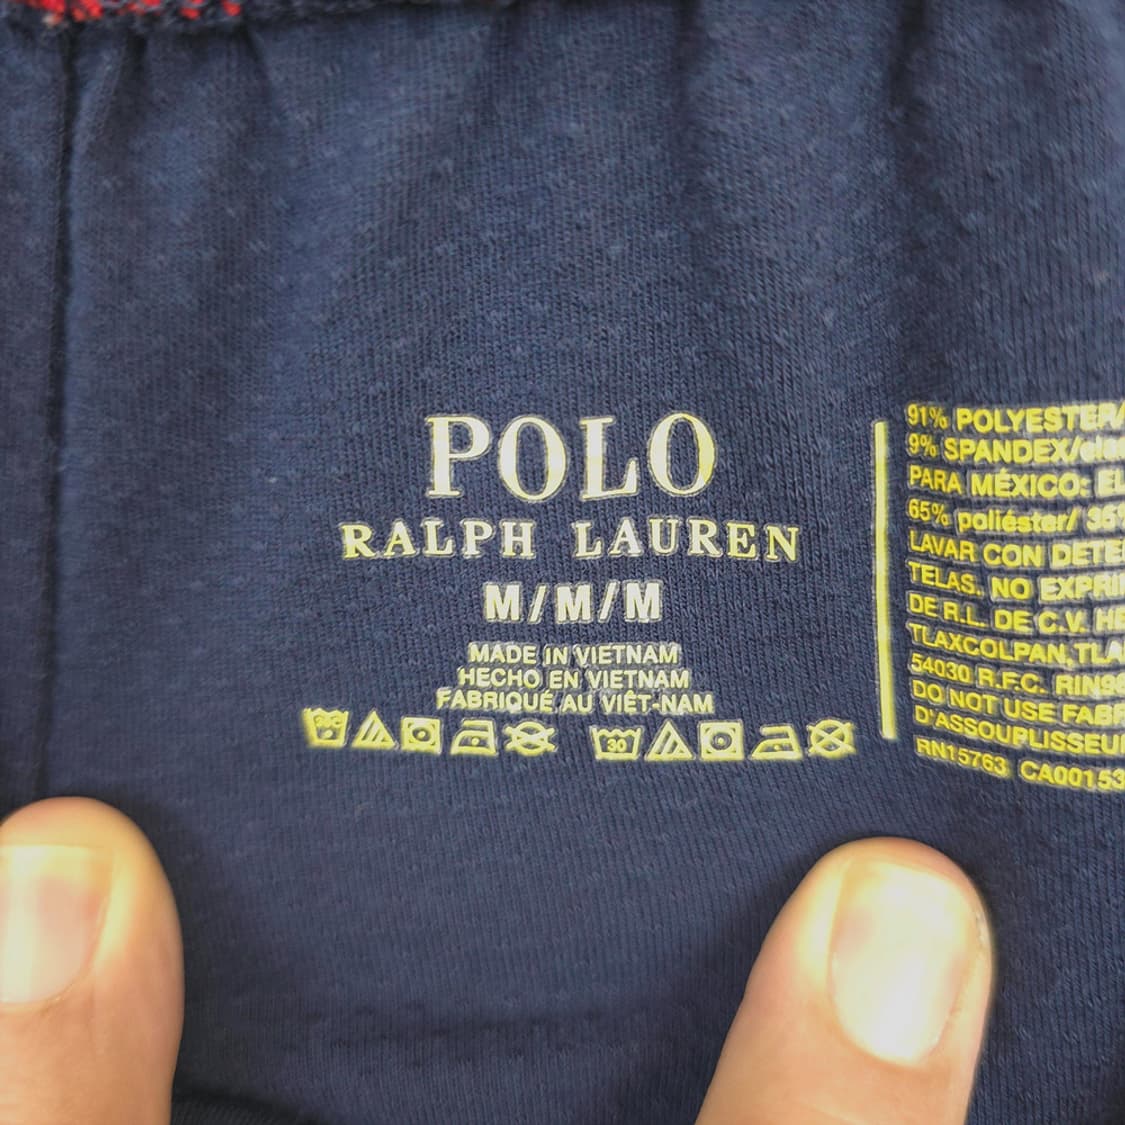 POLO
RALPH LAUREN
M/M/M
MADE IN VIETNAM
HECHO EN VIETNAM
FABRIQUÉ AU VIÊT-NAM
30
91% POLYESTER/
9% SPANDEX/
PARA MÉXICO:
65% poliéster/
LAVAR CON
TELAS. NO
DE R.L. DE C.V.
TLAXCOLPAN,
54030 R.F.C.
DO NOT USE
RN15763